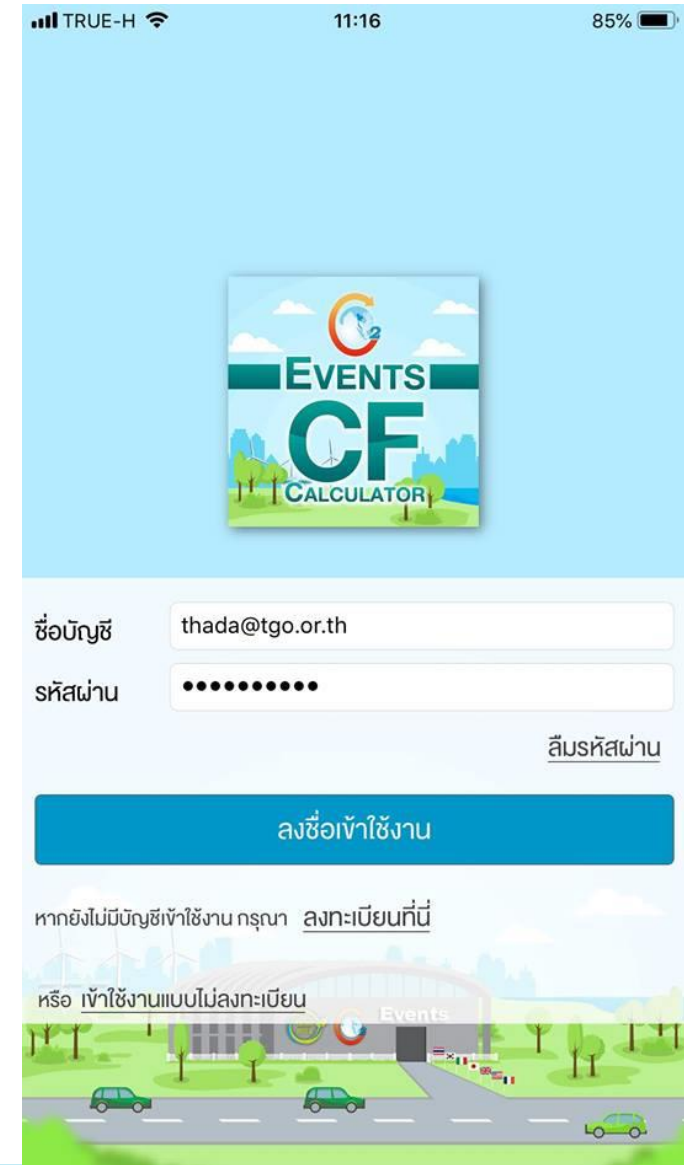 TRUE-H 11:16 85%
2
EVENTS
CF
CALCULATOR
ชื่อบัญชี thada@tgo.or.th
รหัสผ่าน ••••••••••
ลืมรหัสผ่าน
ลงชื่อเข้าใช้งาน
หากยังไม่มีบัญชีเข้าใช้งาน กรุณา ลงทะเบียนที่นี่
หรือ เข้าใช้งานแบบไม่ลงทะเบียน
Events